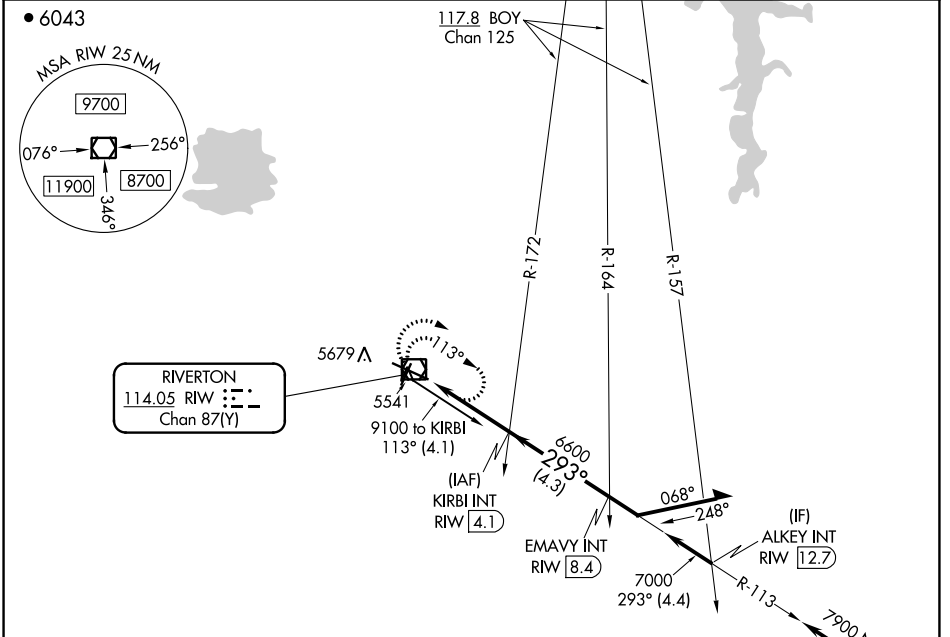 6043
MSA RIW 25 NM
9700
076°
256°
11900
8700
346°
117.8 BOY
Chan 125
R-172
R-164
R-157
RIVERTON
114.05 RIW
Chan 87(Y)
5679
113°
5541
9100 to KIRBI
113° (4.1)
(IAF)
KIRBI INT
RIW 4.1
6600
293°
(4.3)
EMAVY INT
RIW 8.4
068°
248°
(IF)
ALKEY INT
RIW 12.7
7000
293° (4.4)
R-113
7900